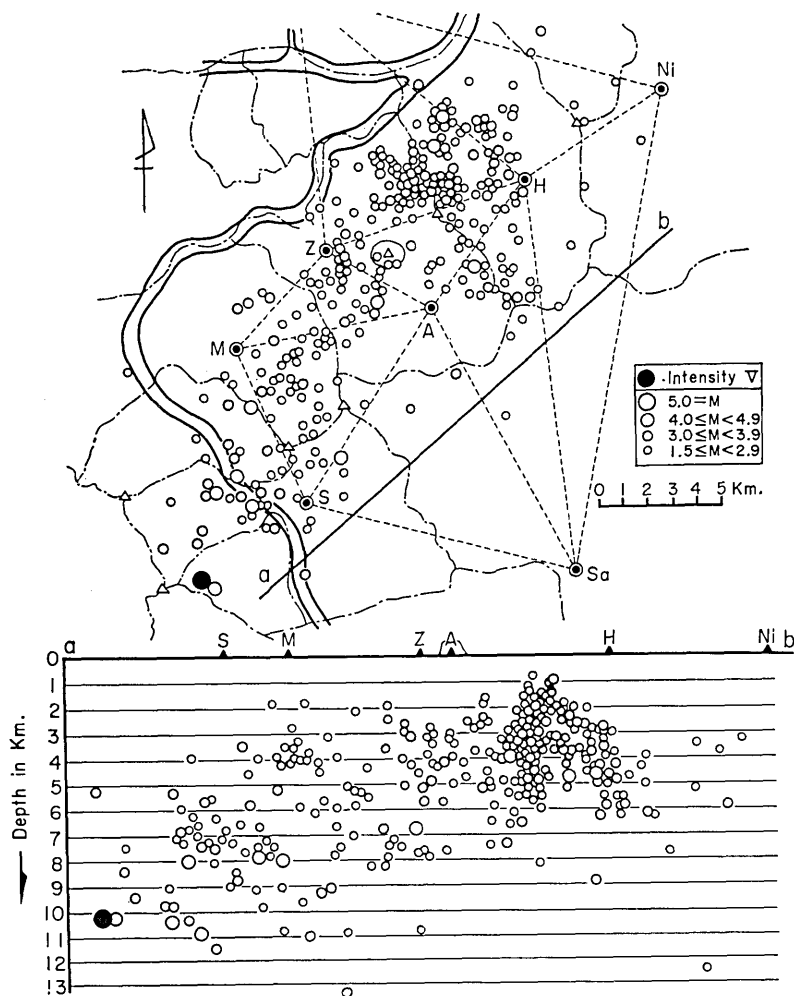 Ni
H
b
Z
A
M
● ·Intensity ▽
○ 5.0=M
○ 4.0≤M<4.9
○ 3.0≤M<3.9
○ 1.5≤M<2.9
0 1 2 3 4 5 Km.
S
a
Sa
a S M Z A H Ni b
0
1
2
3
4
5
6
7
8
9
10
11
12
13
Depth in Km.